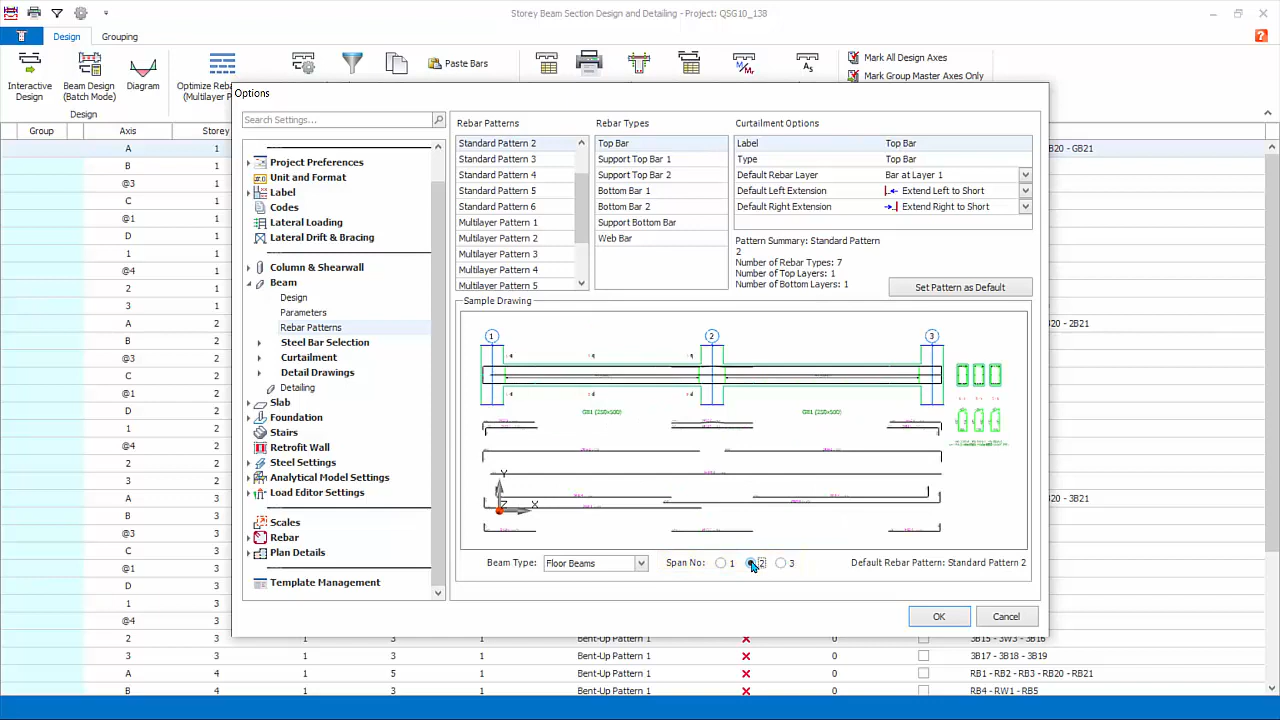 Storey Beam Section Design and Detailing - Project: QSG10_138
Design
Grouping
Interactive Design
Beam Design (Batch Mode)
Diagram
Optimize Reba
(Multilayer P
Paste Bars
Mark All Design Axes
Mark Group Master Axes Only
Design
Group Axis Storey
A 1
B 1
@3 1
C 1
@1 1
D 1
1 1
@4 1
2 1
3 1
A 2
B 2
@3 2
C 2
@1 2
D 2
1 2
@4 2
2 2
3 2
A 3
B 3
@3 3
C 3
@1 3
D 3
1 3
@4 3
B20 - GB21
20 - 2B21
20 - 3B21
2 3 1 3 1 Bent-Up Pattern 1 0 3B15 - 3W3 - 3B16
3 3 1 3 1 Bent-Up Pattern 1 0 3B17 - 3B18 - 3B19
A 4 1 5 1 Bent-Up Pattern 1 0 RB1 - RB2 - RB3 - RB20 - RB21
B 4 1 4 1 Bent-Up Pattern 1 0 RB4 - RW1 - RB5
Options
Search Settings...
Project Preferences
Unit and Format
Label
Codes
Lateral Loading
Lateral Drift & Bracing
Column & Shearwall
Beam
Design
Parameters
Rebar Patterns
Steel Bar Selection
Curtailment
Detail Drawings
Detailing
Slab
Foundation
Stairs
Retrofit Wall
Steel Settings
Analytical Model Settings
Load Editor Settings
Scales
Rebar
Plan Details
Template Management
Rebar Patterns
Standard Pattern 2
Standard Pattern 3
Standard Pattern 4
Standard Pattern 5
Standard Pattern 6
Multilayer Pattern 1
Multilayer Pattern 2
Multilayer Pattern 3
Multilayer Pattern 4
Multilayer Pattern 5
Rebar Types
Top Bar
Support Top Bar 1
Support Top Bar 2
Bottom Bar 1
Bottom Bar 2
Support Bottom Bar
Web Bar
Curtailment Options
Label Top Bar
Type Top Bar
Default Rebar Layer Bar at Layer 1
Default Left Extension Extend Left to Short
Default Right Extension Extend Right to Short
Pattern Summary: Standard Pattern
2
Number of Rebar Types: 7
Number of Top Layers: 1
Number of Bottom Layers: 1
Set Pattern as Default
Sample Drawing
1 2 3
GB1 (250x500) GB1 (250x500)
Y
Z X
Beam Type: Floor Beams Span No: 1 2 3 Default Rebar Pattern: Standard Pattern 2
OK Cancel